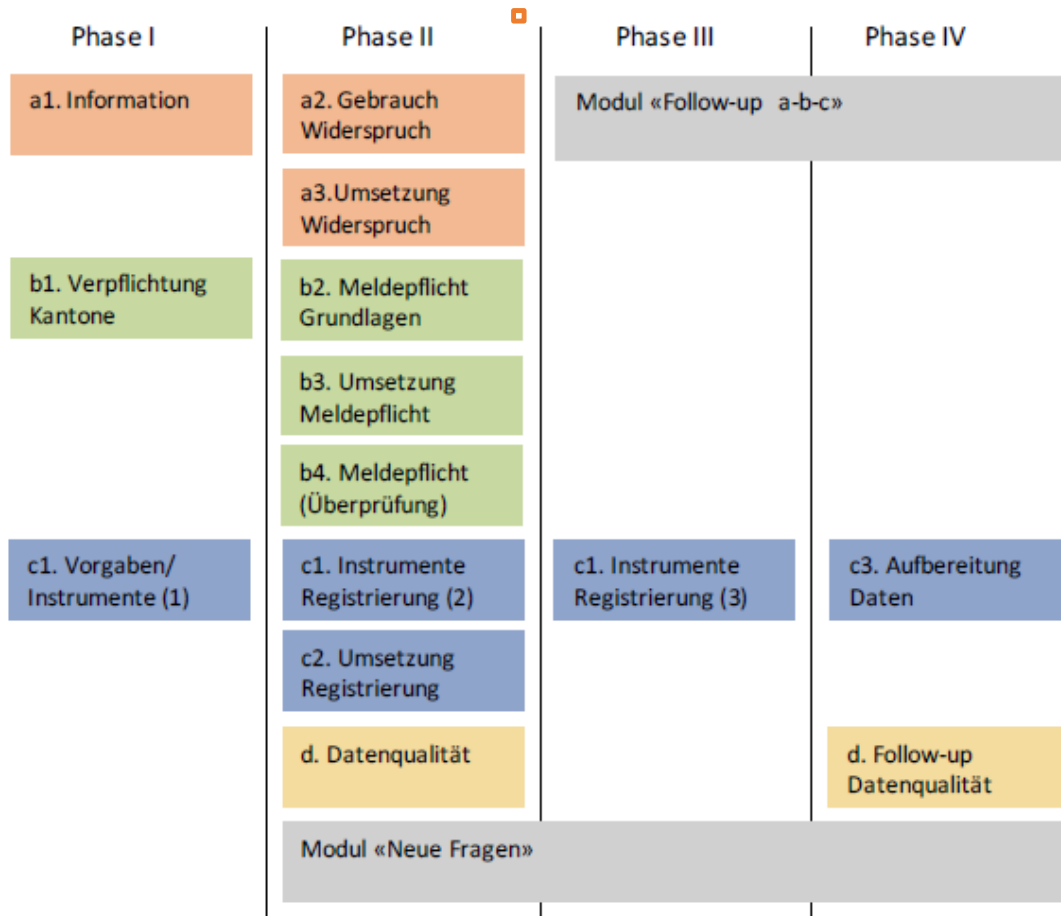 Phase I
Phase II
Phase III
Phase IV
a1. Information
a2. Gebrauch
Widerspruch
Modul «Follow-up a-b-c»
a3.Umsetzung
Widerspruch
b1. Verpflichtung
Kantone
b2. Meldepflicht
Grundlagen
b3. Umsetzung
Meldepflicht
b4. Meldepflicht
(Überprüfung)
c1. Vorgaben/
Instrumente (1)
c1. Instrumente
Registrierung (2)
c1. Instrumente
Registrierung (3)
c3. Aufbereitung
Daten
c2. Umsetzung
Registrierung
d. Datenqualität
d. Follow-up
Datenqualität
Modul «Neue Fragen»